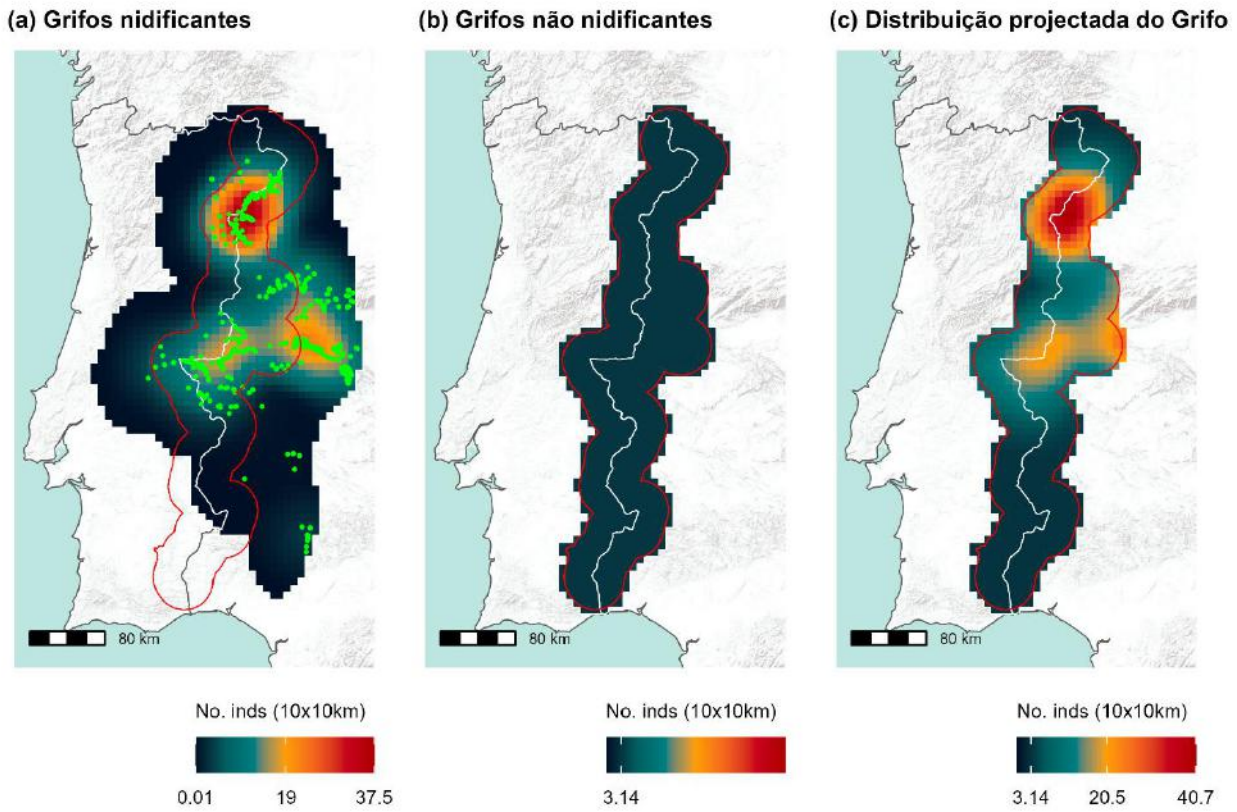 (a) Grifos nidificantes
(b) Grifos não nidificantes
(c) Distribuição projectada do Grifo
80 km
80 km
80 km
No. inds (10x10km)
No. inds (10x10km)
No. inds (10x10km)
0.01 19 37.5
3.14
3.14 20.5 40.7